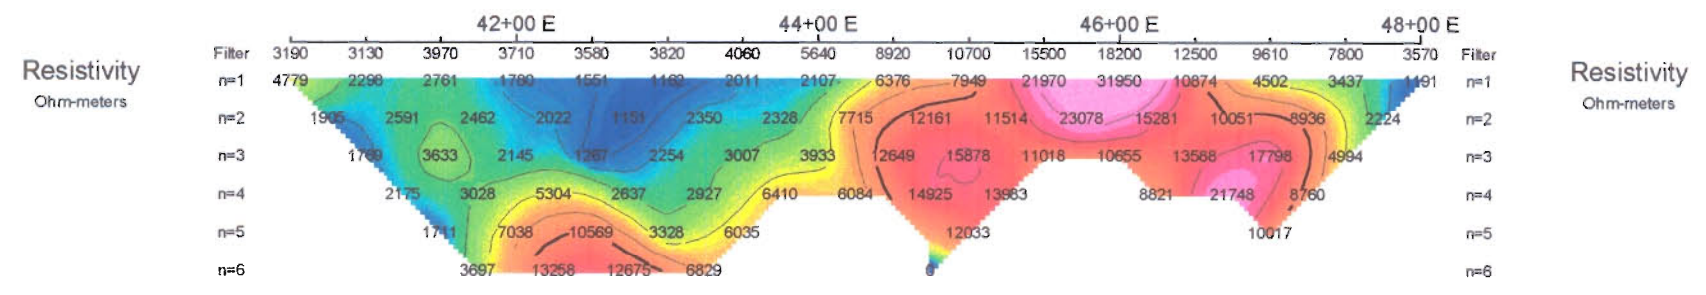 42+00 E 44+00 E 46+00 E 48+00 E
Filter 3190 3130 3970 3710 3580 3820 4060 5640 8920 10700 15500 18200 12500 9610 7800 3570 Filter
Resistivity n=1 4779 2298 2761 1760 1551 1162 2011 2107 6376 7949 21970 31950 10874 4502 3437 1191 n=1 Resistivity
Ohm-meters Ohm-meters
n=2 1905 2591 2462 2022 1151 2350 2328 7715 12161 11514 23078 15281 10051 8936 2224 n=2
n=3 1769 3633 2145 1267 2254 3007 3933 12649 15878 11018 10655 13588 17798 4994 n=3
n=4 2175 3028 5304 2637 2927 6410 6084 14925 13983 8821 21748 8760 n=4
n=5 1711 7038 10569 3328 6035 12033 10017 n=5
n=6 3697 13258 12675 6829 n=6